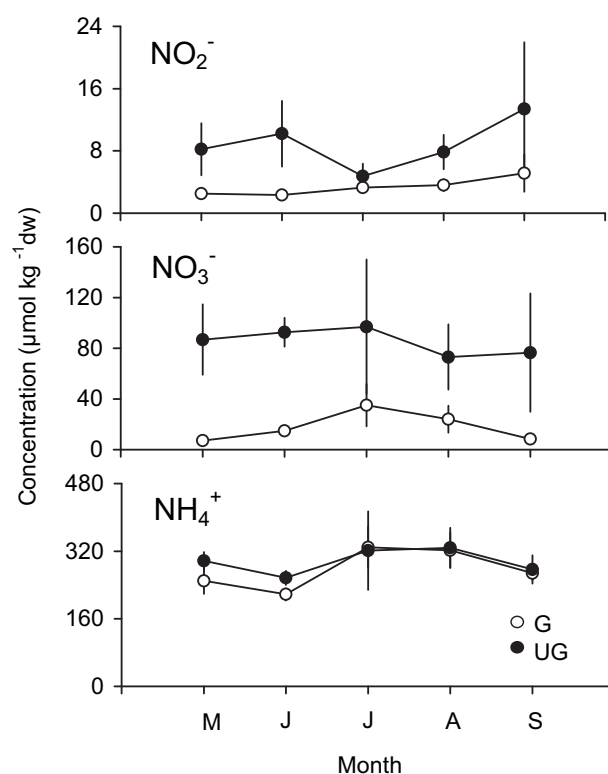 Concentration (μmol kg⁻¹dw)
NO₂⁻
24
16
8
0
NO₃⁻
160
120
80
40
0
NH₄⁺
480
320
160
0
G
UG
M J J A S
Month